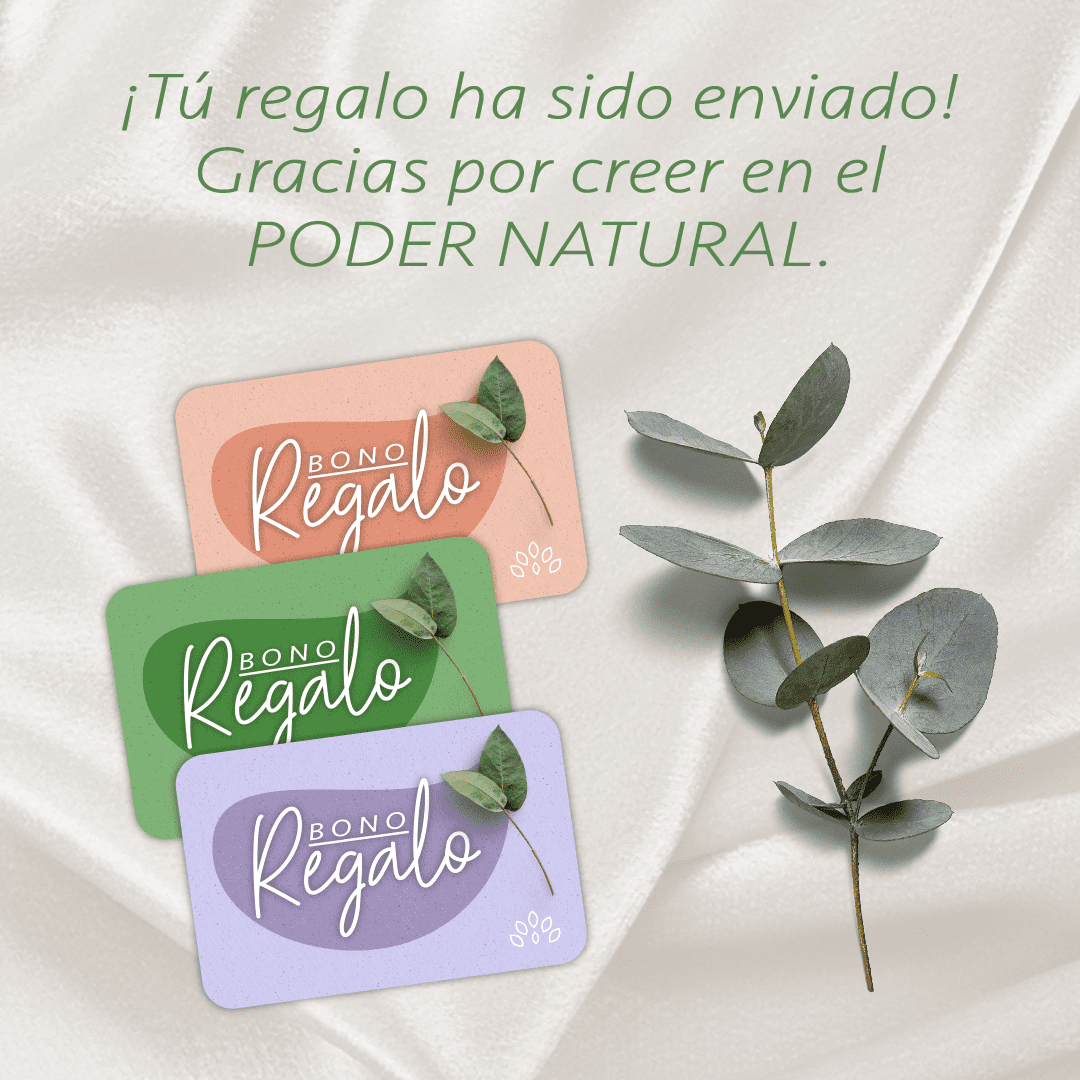 ¡Tú regalo ha sido enviado!
Gracias por creer en el
PODER NATURAL.
BONO
Regalo
BONO
Regalo
BONO
Regalo